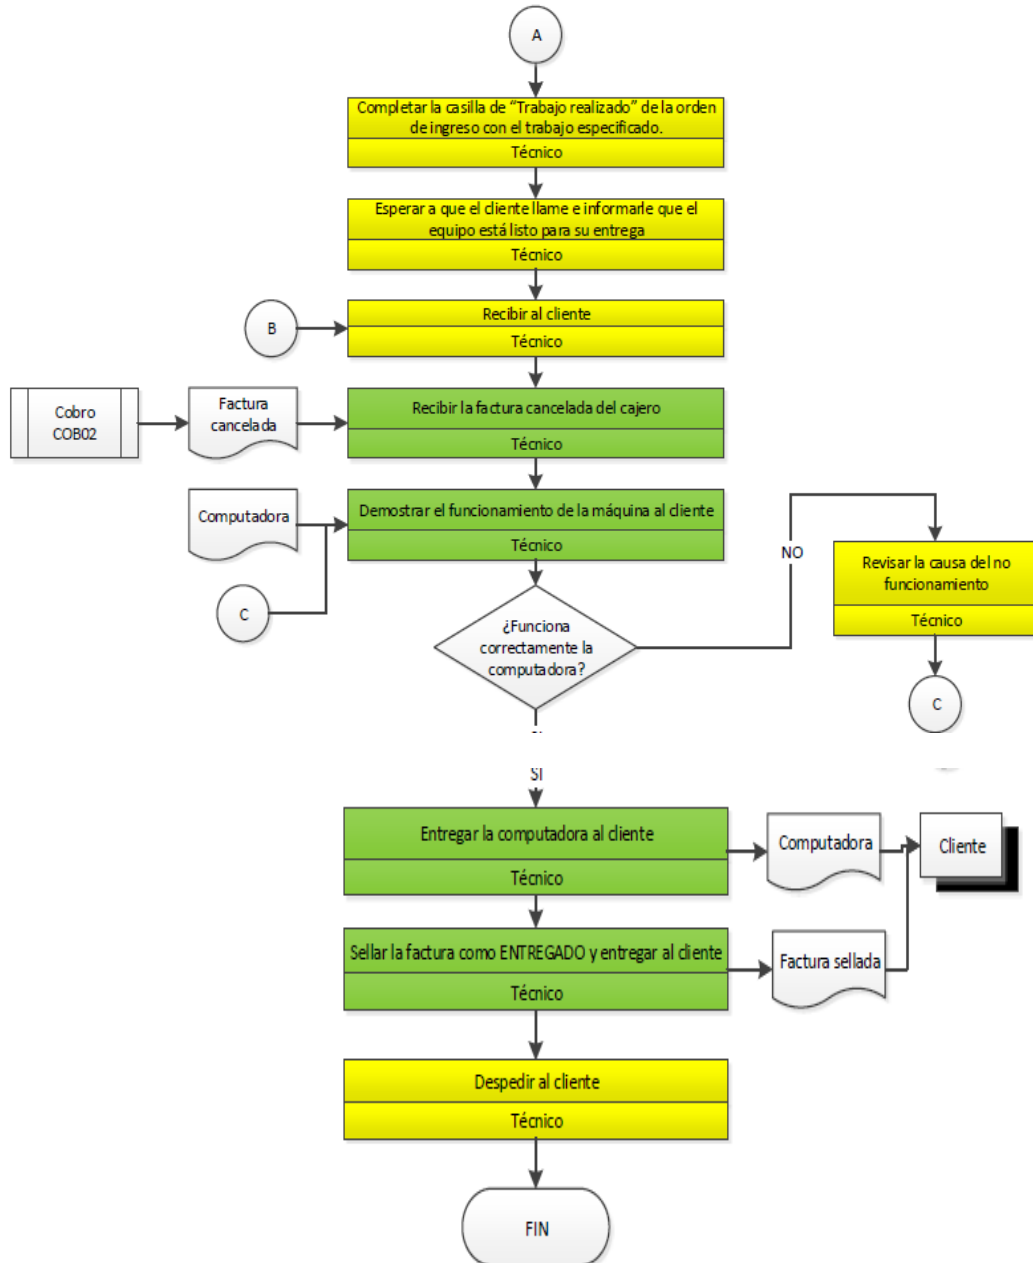 A
Completar la casilla de “Trabajo realizado” de la orden
de ingreso con el trabajo especificado.
Técnico
Esperar a que el cliente llame e informarle que el
equipo está listo para su entrega
Técnico
B
Recibir al cliente
Técnico
Cobro
COB02
Factura
cancelada
Recibir la factura cancelada del cajero
Técnico
Computadora
Demostrar el funcionamiento de la máquina al cliente
Técnico
C
¿Funciona
correctamente la
computadora?
NO
Revisar la causa del no
funcionamiento
Técnico
C
SI
Entregar la computadora al cliente
Técnico
Computadora
Cliente
Sellar la factura como ENTREGADO y entregar al cliente
Técnico
Factura sellada
Despedir al cliente
Técnico
FIN